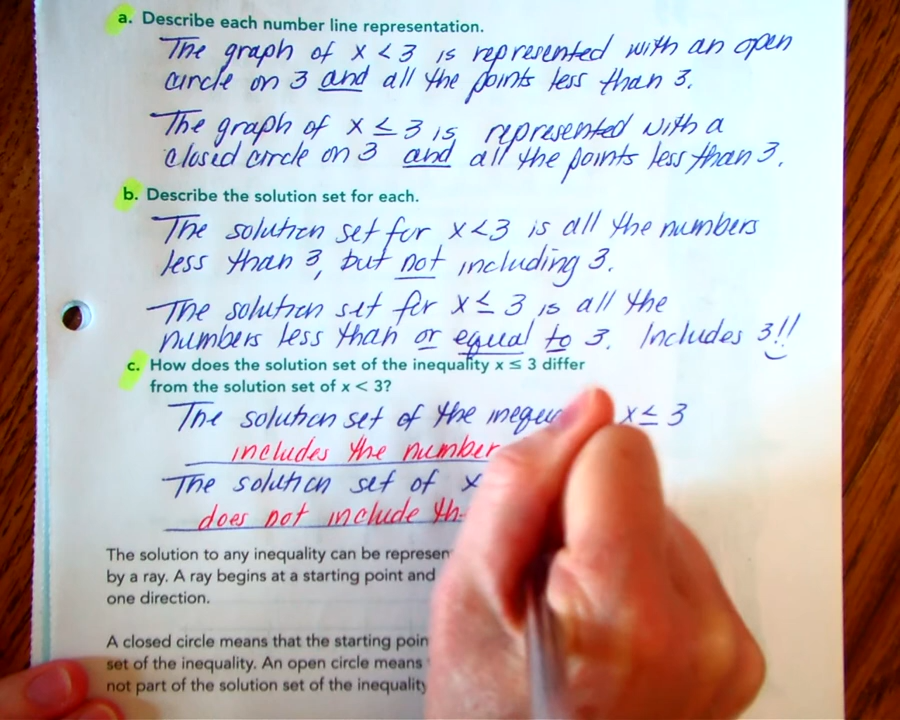 a. Describe each number line representation.
The graph of x < 3 is represented with an open
circle on 3 and all the points less than 3.
The graph of x ≤ 3 is represented with a
closed circle on 3 and all the points less than 3.
b. Describe the solution set for each.
The solution set for x < 3 is all the numbers
less than 3, but not including 3.
The solution set for x ≤ 3 is all the
numbers less than or equal to 3. Includes 3!!
c. How does the solution set of the inequality x ≤ 3 differ
from the solution set of x < 3?
The solution set of the x ≤ 3
includes the number
The solution set of x
does not include
The solution to any inequality can be
by a ray. A ray begins at a starting point and
one direction.
A closed circle means that the starting
set of the inequality. An open circle means
not part of the solution set of the inequality